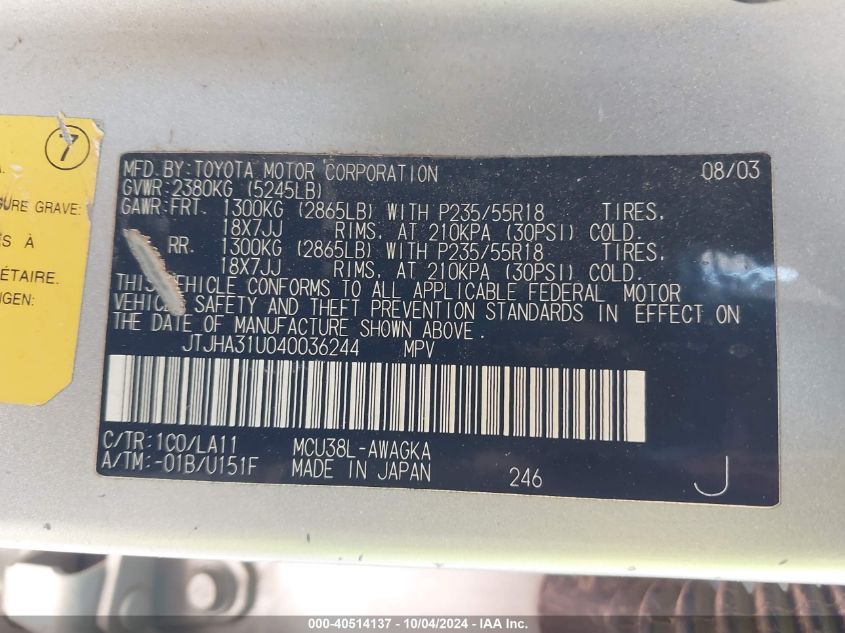 7
A.
URE GRAVE:
S À
ÉTAIRE.
NGEN:
MFD. BY: TOYOTA MOTOR CORPORATION 08/03
GVWR: 2380KG (5245LB)
GAWR: FRT. 1300KG (2865LB) WITH P235/55R18 TIRES,
18X7JJ RIMS, AT 210KPA (30PSI) COLD.
RR. 1300KG (2865LB) WITH P235/55R18 TIRES,
18X7JJ RIMS, AT 210KPA (30PSI) COLD.
THIS VEHICLE CONFORMS TO ALL APPLICABLE FEDERAL MOTOR
VEHICLE SAFETY AND THEFT PREVENTION STANDARDS IN EFFECT ON
THE DATE OF MANUFACTURE SHOWN ABOVE.
JTJHA31U040036244 MPV
C/TR: 1C0/LA11 MCU38L-AWAGKA
A/TM: -01B/U151F MADE IN JAPAN 246 J
000-40514137 - 10/04/2024 - IAA Inc.